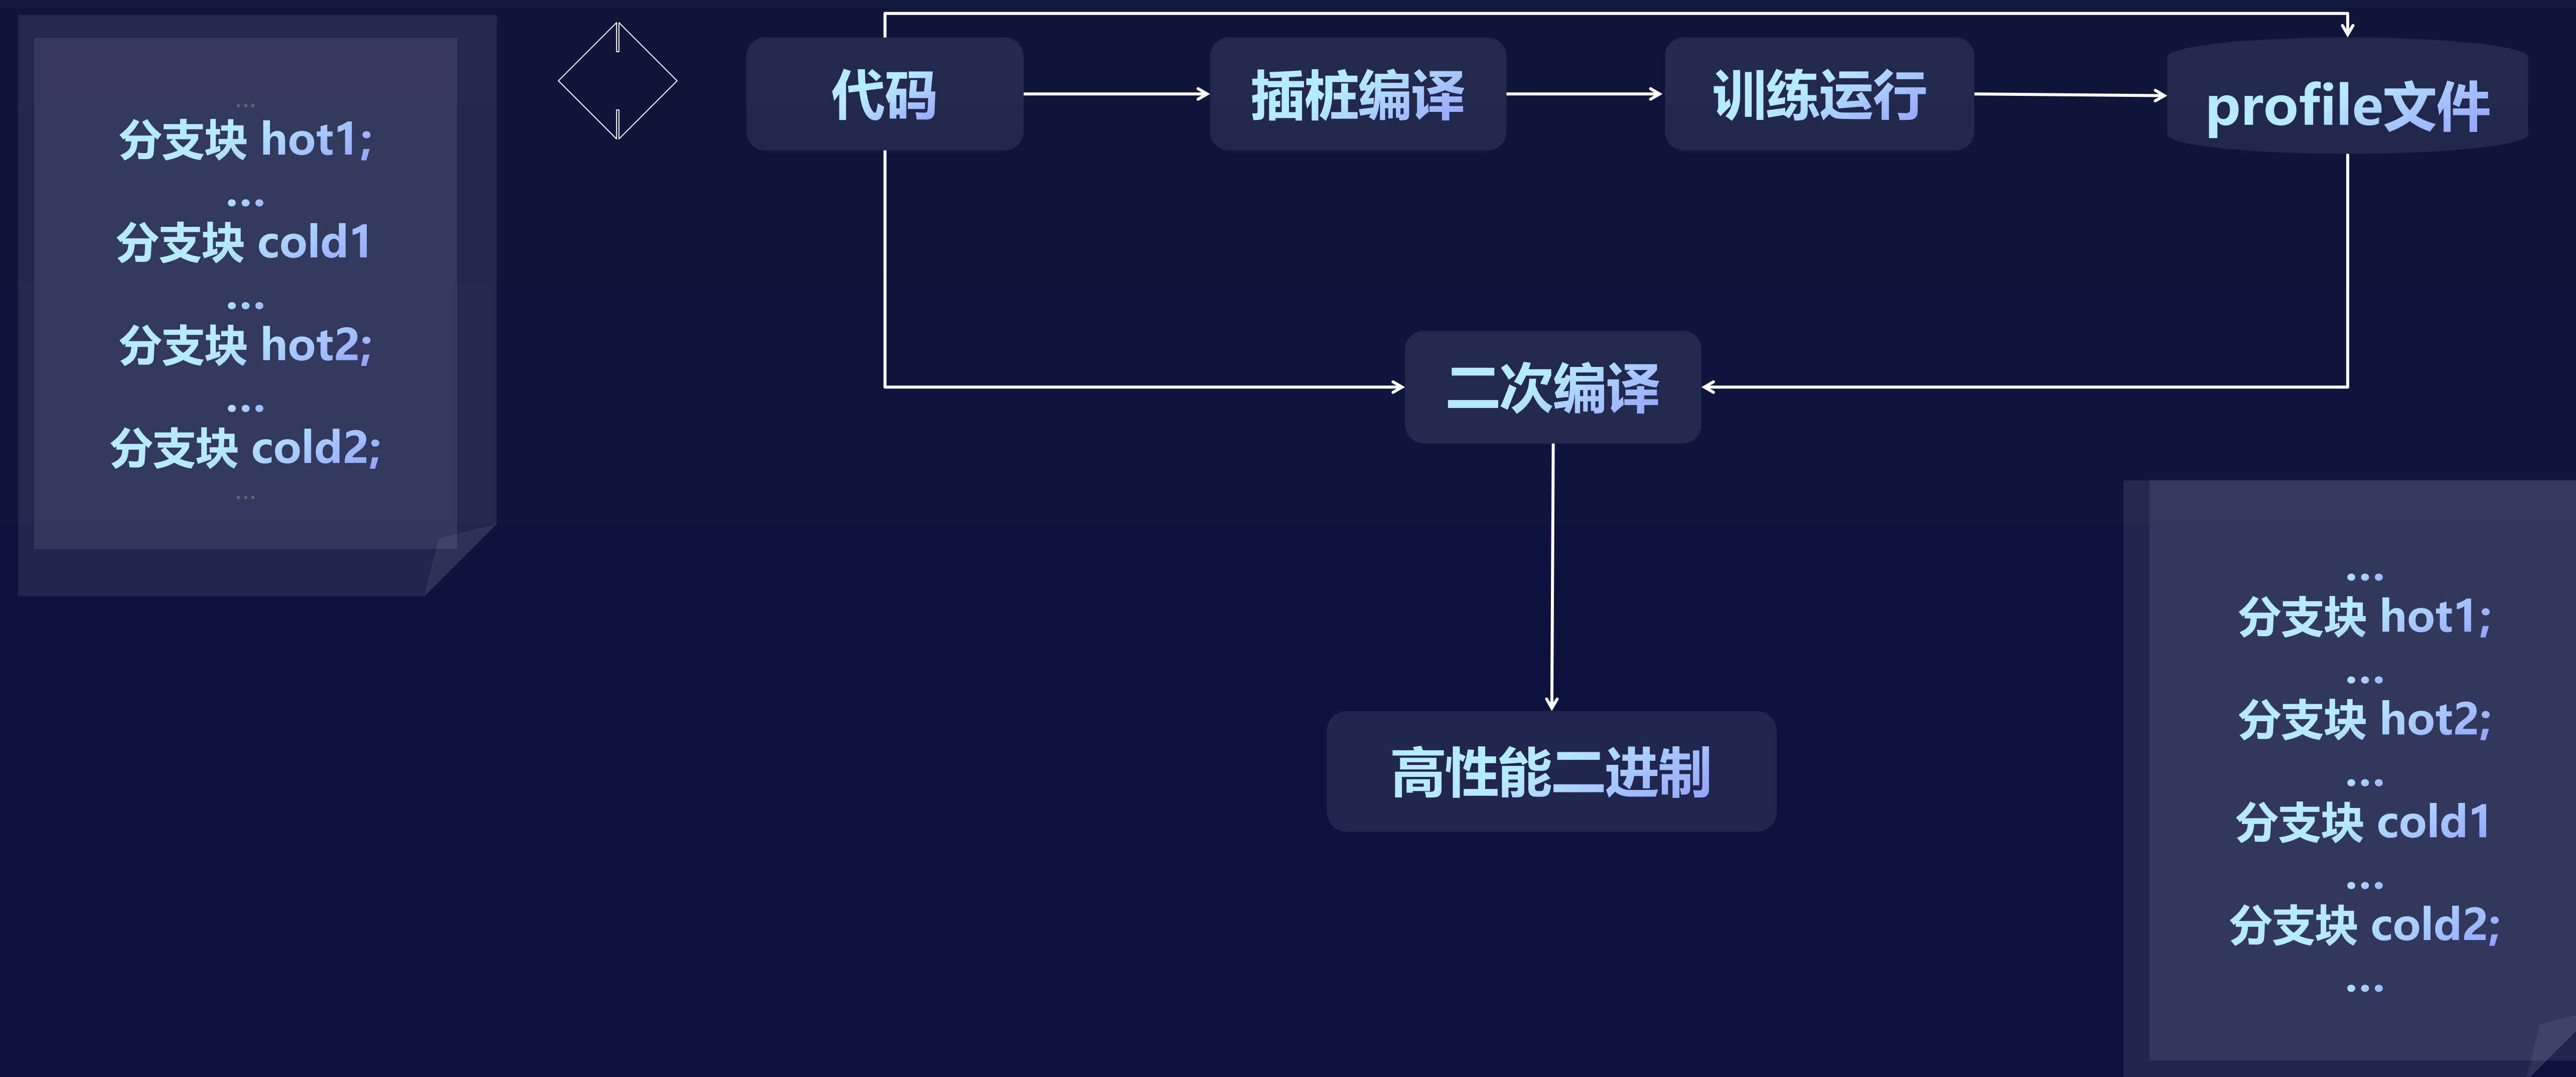 ...
分支块 hot1;
...
分支块 cold1
...
分支块 hot2;
...
分支块 cold2;
...
代码
插桩编译
训练运行
profile文件
二次编译
高性能二进制
...
分支块 hot1;
...
分支块 hot2;
...
分支块 cold1
...
分支块 cold2;
...